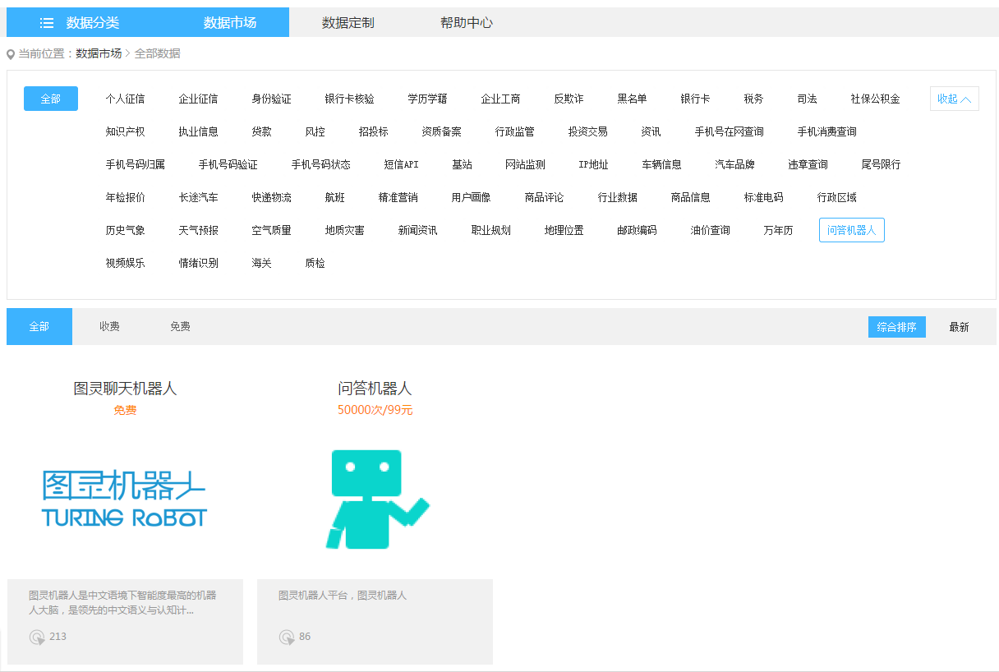 数据分类 数据市场 数据定制 帮助中心
当前位置：数据市场 > 全部数据
全部 个人征信 企业征信 身份验证 银行卡核验 学历学籍 企业工商 反欺诈 黑名单 银行卡 税务 司法 社保公积金 收起
知识产权 执业信息 贷款 风控 招投标 资质备案 行政监管 投资交易 资讯 手机号在网查询 手机消费查询
手机号码归属 手机号码验证 手机号码状态 短信API 基站 网站监测 IP地址 车辆信息 汽车品牌 违章查询 尾号限行
年检报价 长途汽车 快递物流 航班 精准营销 用户画像 商品评论 行业数据 商品信息 标准电码 行政区域
历史气象 天气预报 空气质量 地质灾害 新闻资讯 职业规划 地理位置 邮政编码 油价查询 万年历 问答机器人
视频娱乐 情绪识别 海关 质检
全部 收费 免费 综合排序 最新
图灵聊天机器人 问答机器人
免费 50000次/99元
图灵机器人
TURING ROBOT
图灵机器人是中文语境下智能度最高的机器 图灵机器人平台，图灵机器人
人大脑，是领先的中文语义与认知计...
213 86